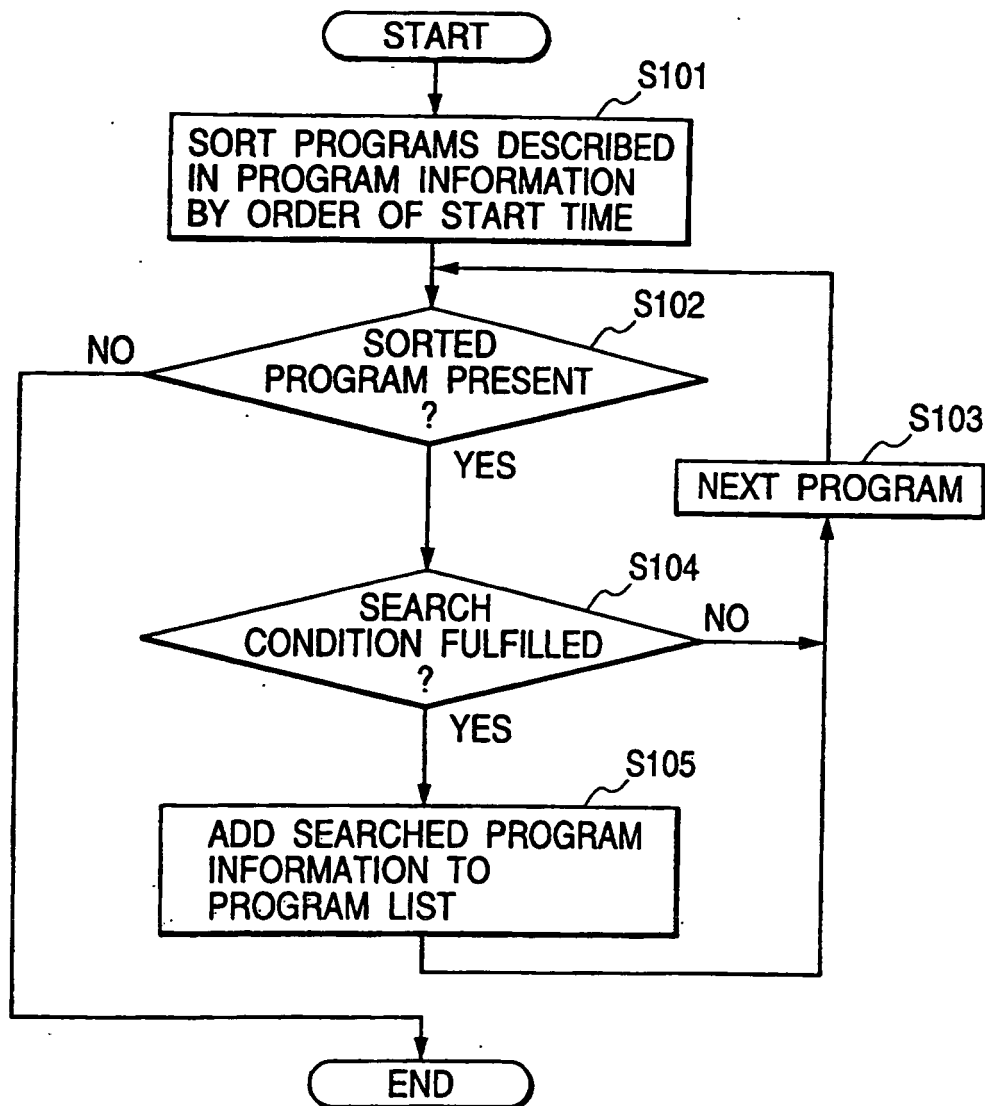 START
S101
SORT PROGRAMS DESCRIBED
IN PROGRAM INFORMATION
BY ORDER OF START TIME
S102
NO
SORTED
PROGRAM PRESENT
?
YES
S103
NEXT PROGRAM
S104
SEARCH
CONDITION FULFILLED
?
NO
YES
S105
ADD SEARCHED PROGRAM
INFORMATION TO
PROGRAM LIST
END